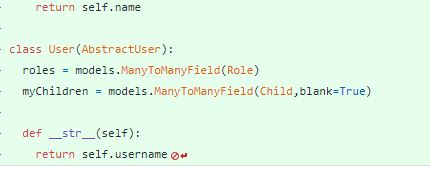 return self.name
class User(AbstractUser):
roles = models.ManyToManyField(Role)
myChildren = models.ManyToManyField(Child,blank=True)
def __str__(self):
return self.username